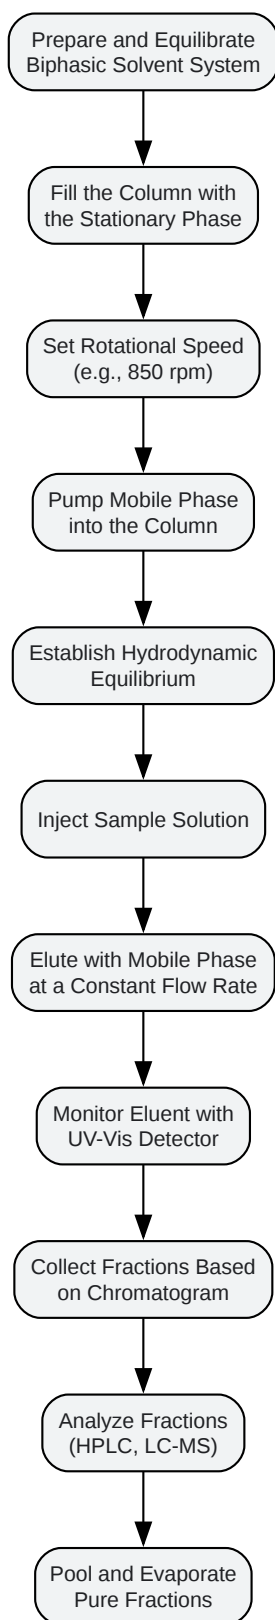 Prepare and Equilibrate
Biphasic Solvent System
Fill the Column with
the Stationary Phase
Set Rotational Speed
(e.g., 850 rpm)
Pump Mobile Phase
into the Column
Establish Hydrodynamic
Equilibrium
Inject Sample Solution
Elute with Mobile Phase
at a Constant Flow Rate
Monitor Eluent with
UV-Vis Detector
Collect Fractions Based
on Chromatogram
Analyze Fractions
(HPLC, LC-MS)
Pool and Evaporate
Pure Fractions